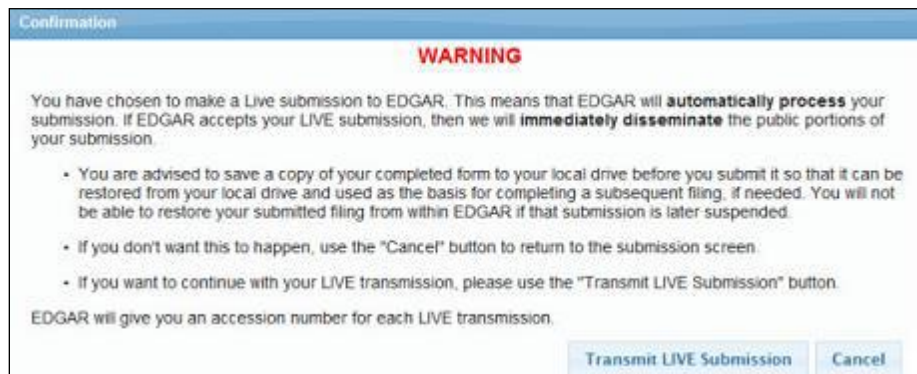 Confirmation
WARNING
You have chosen to make a Live submission to EDGAR. This means that EDGAR will automatically process your
submission. If EDGAR accepts your LIVE submission, then we will immediately disseminate the public portions of
your submission.
• You are advised to save a copy of your completed form to your local drive before you submit it so that it can be
restored from your local drive and used as the basis for completing a subsequent filing, if needed. You will not
be able to restore your submitted filing from within EDGAR if that submission is later suspended.
• If you don't want this to happen, use the "Cancel" button to return to the submission screen.
• If you want to continue with your LIVE transmission, please use the "Transmit LIVE Submission" button.
EDGAR will give you an accession number for each LIVE transmission.
Transmit LIVE Submission Cancel